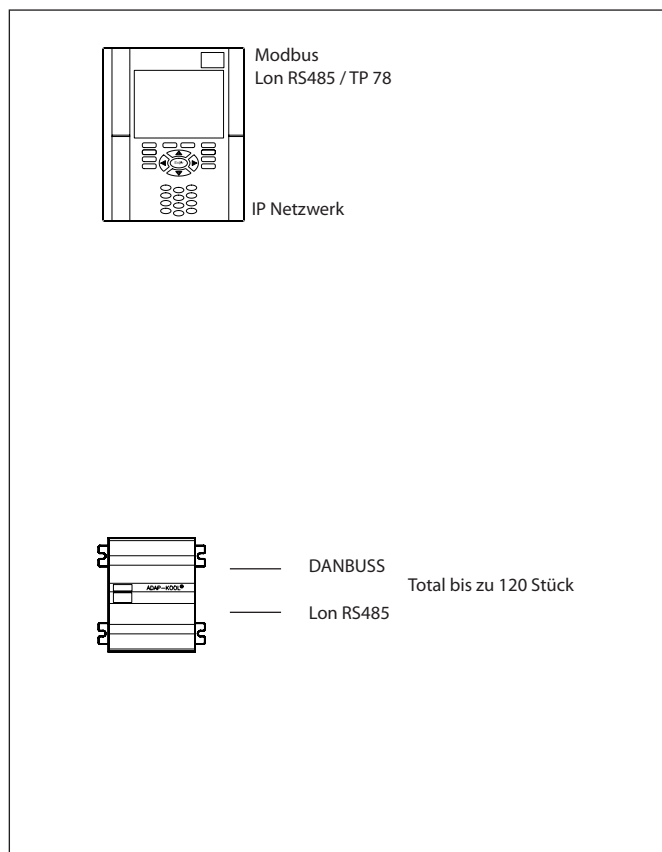 Modbus
Lon RS485 / TP 78
IP Netzwerk
ADAP-KOOL®
DANBUSS
Total bis zu 120 Stück
Lon RS485